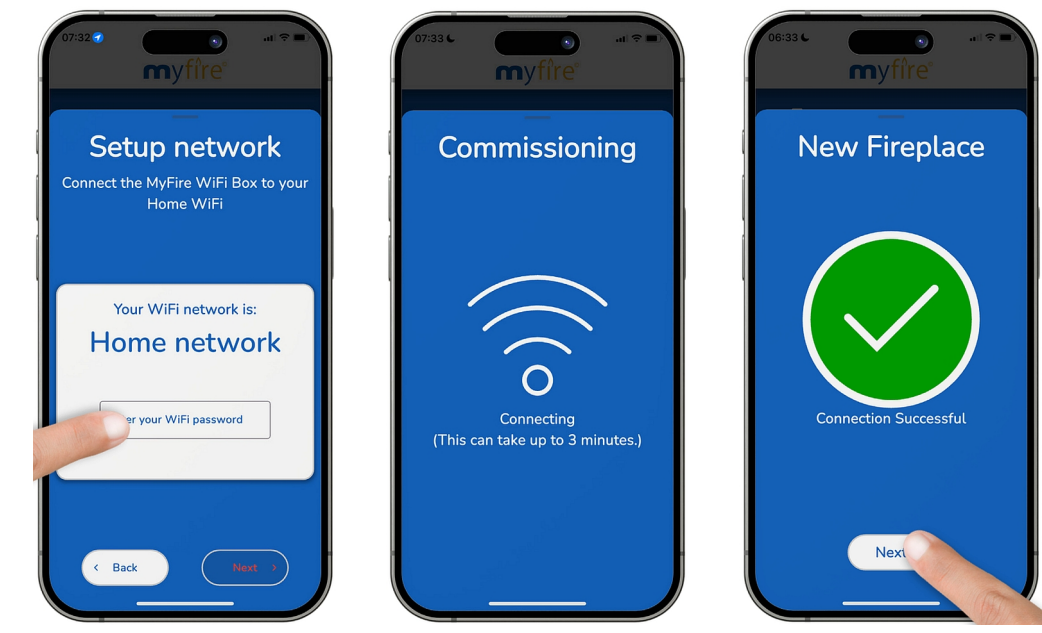 07:32
myfire®
Setup network
Connect the MyFire WiFi Box to your
Home WiFi
Your WiFi network is:
Home network
er your WiFi password
Back
Next
07:33
myfire®
Commissioning
Connecting
(This can take up to 3 minutes.)
06:33
myfire®
New Fireplace
Connection Successful
Next